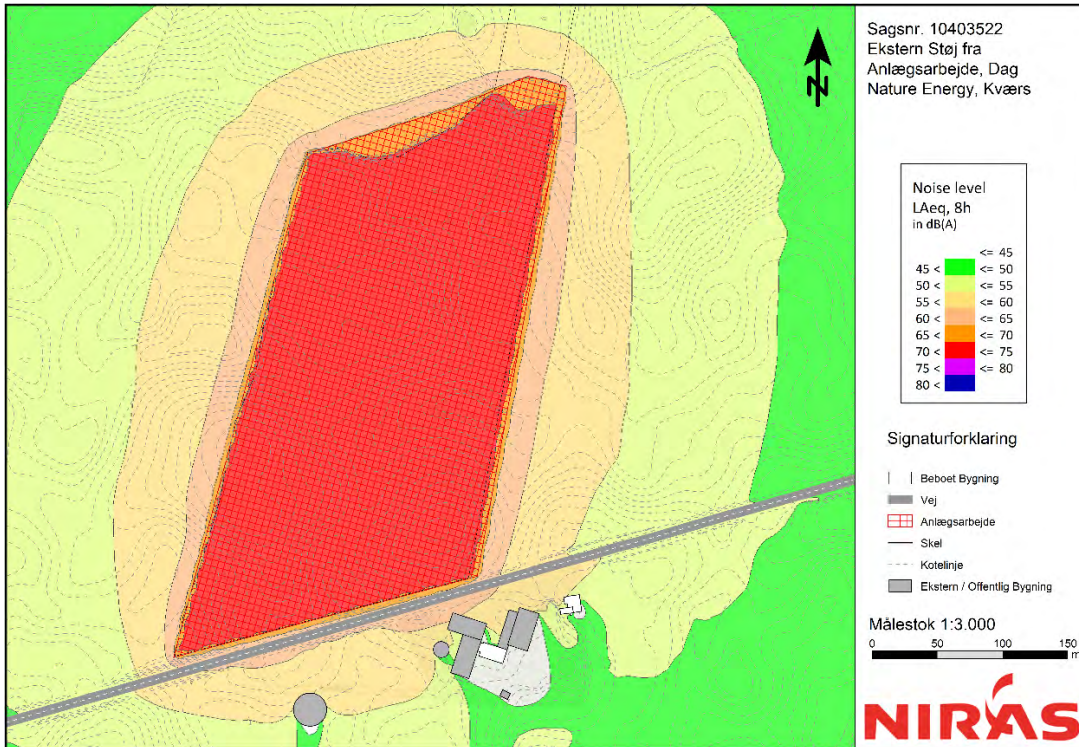 Sagsnr. 10403522
Ekstern Støj fra
Anlægsarbejde, Dag
Nature Energy, Kværs
N
Noise level
LAeq, 8h
in dB(A)
<= 45
45 < <= 50
50 < <= 55
55 < <= 60
60 < <= 65
65 < <= 70
70 < <= 75
75 < <= 80
80 <
Signaturforklaring
Beboet Bygning
Vej
Anlægsarbejde
Skel
Kotelinje
Ekstern / Offentlig Bygning
Målestok 1:3.000
0 50 100 150
m
NIRAS